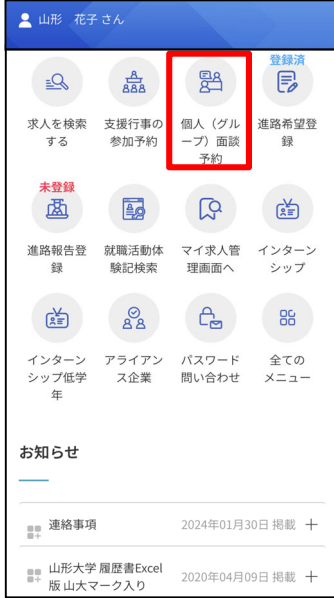 山形 花子 さん
登録済
求人を検索
する
支援行事の
参加予約
個人（グル
ープ）面談
予約
進路希望登
録
未登録
進路報告登
録
就職活動体
験記検索
マイ求人管
理画面へ
インターン
シップ
インターン
シップ低学
年
アライアン
ス企業
パスワード
問い合わせ
全ての
メニュー
お知らせ
連絡事項
2024年01月30日 掲載 ＋
山形大学 履歴書Excel
版 山大マーク入り
2020年04月09日 掲載 ＋